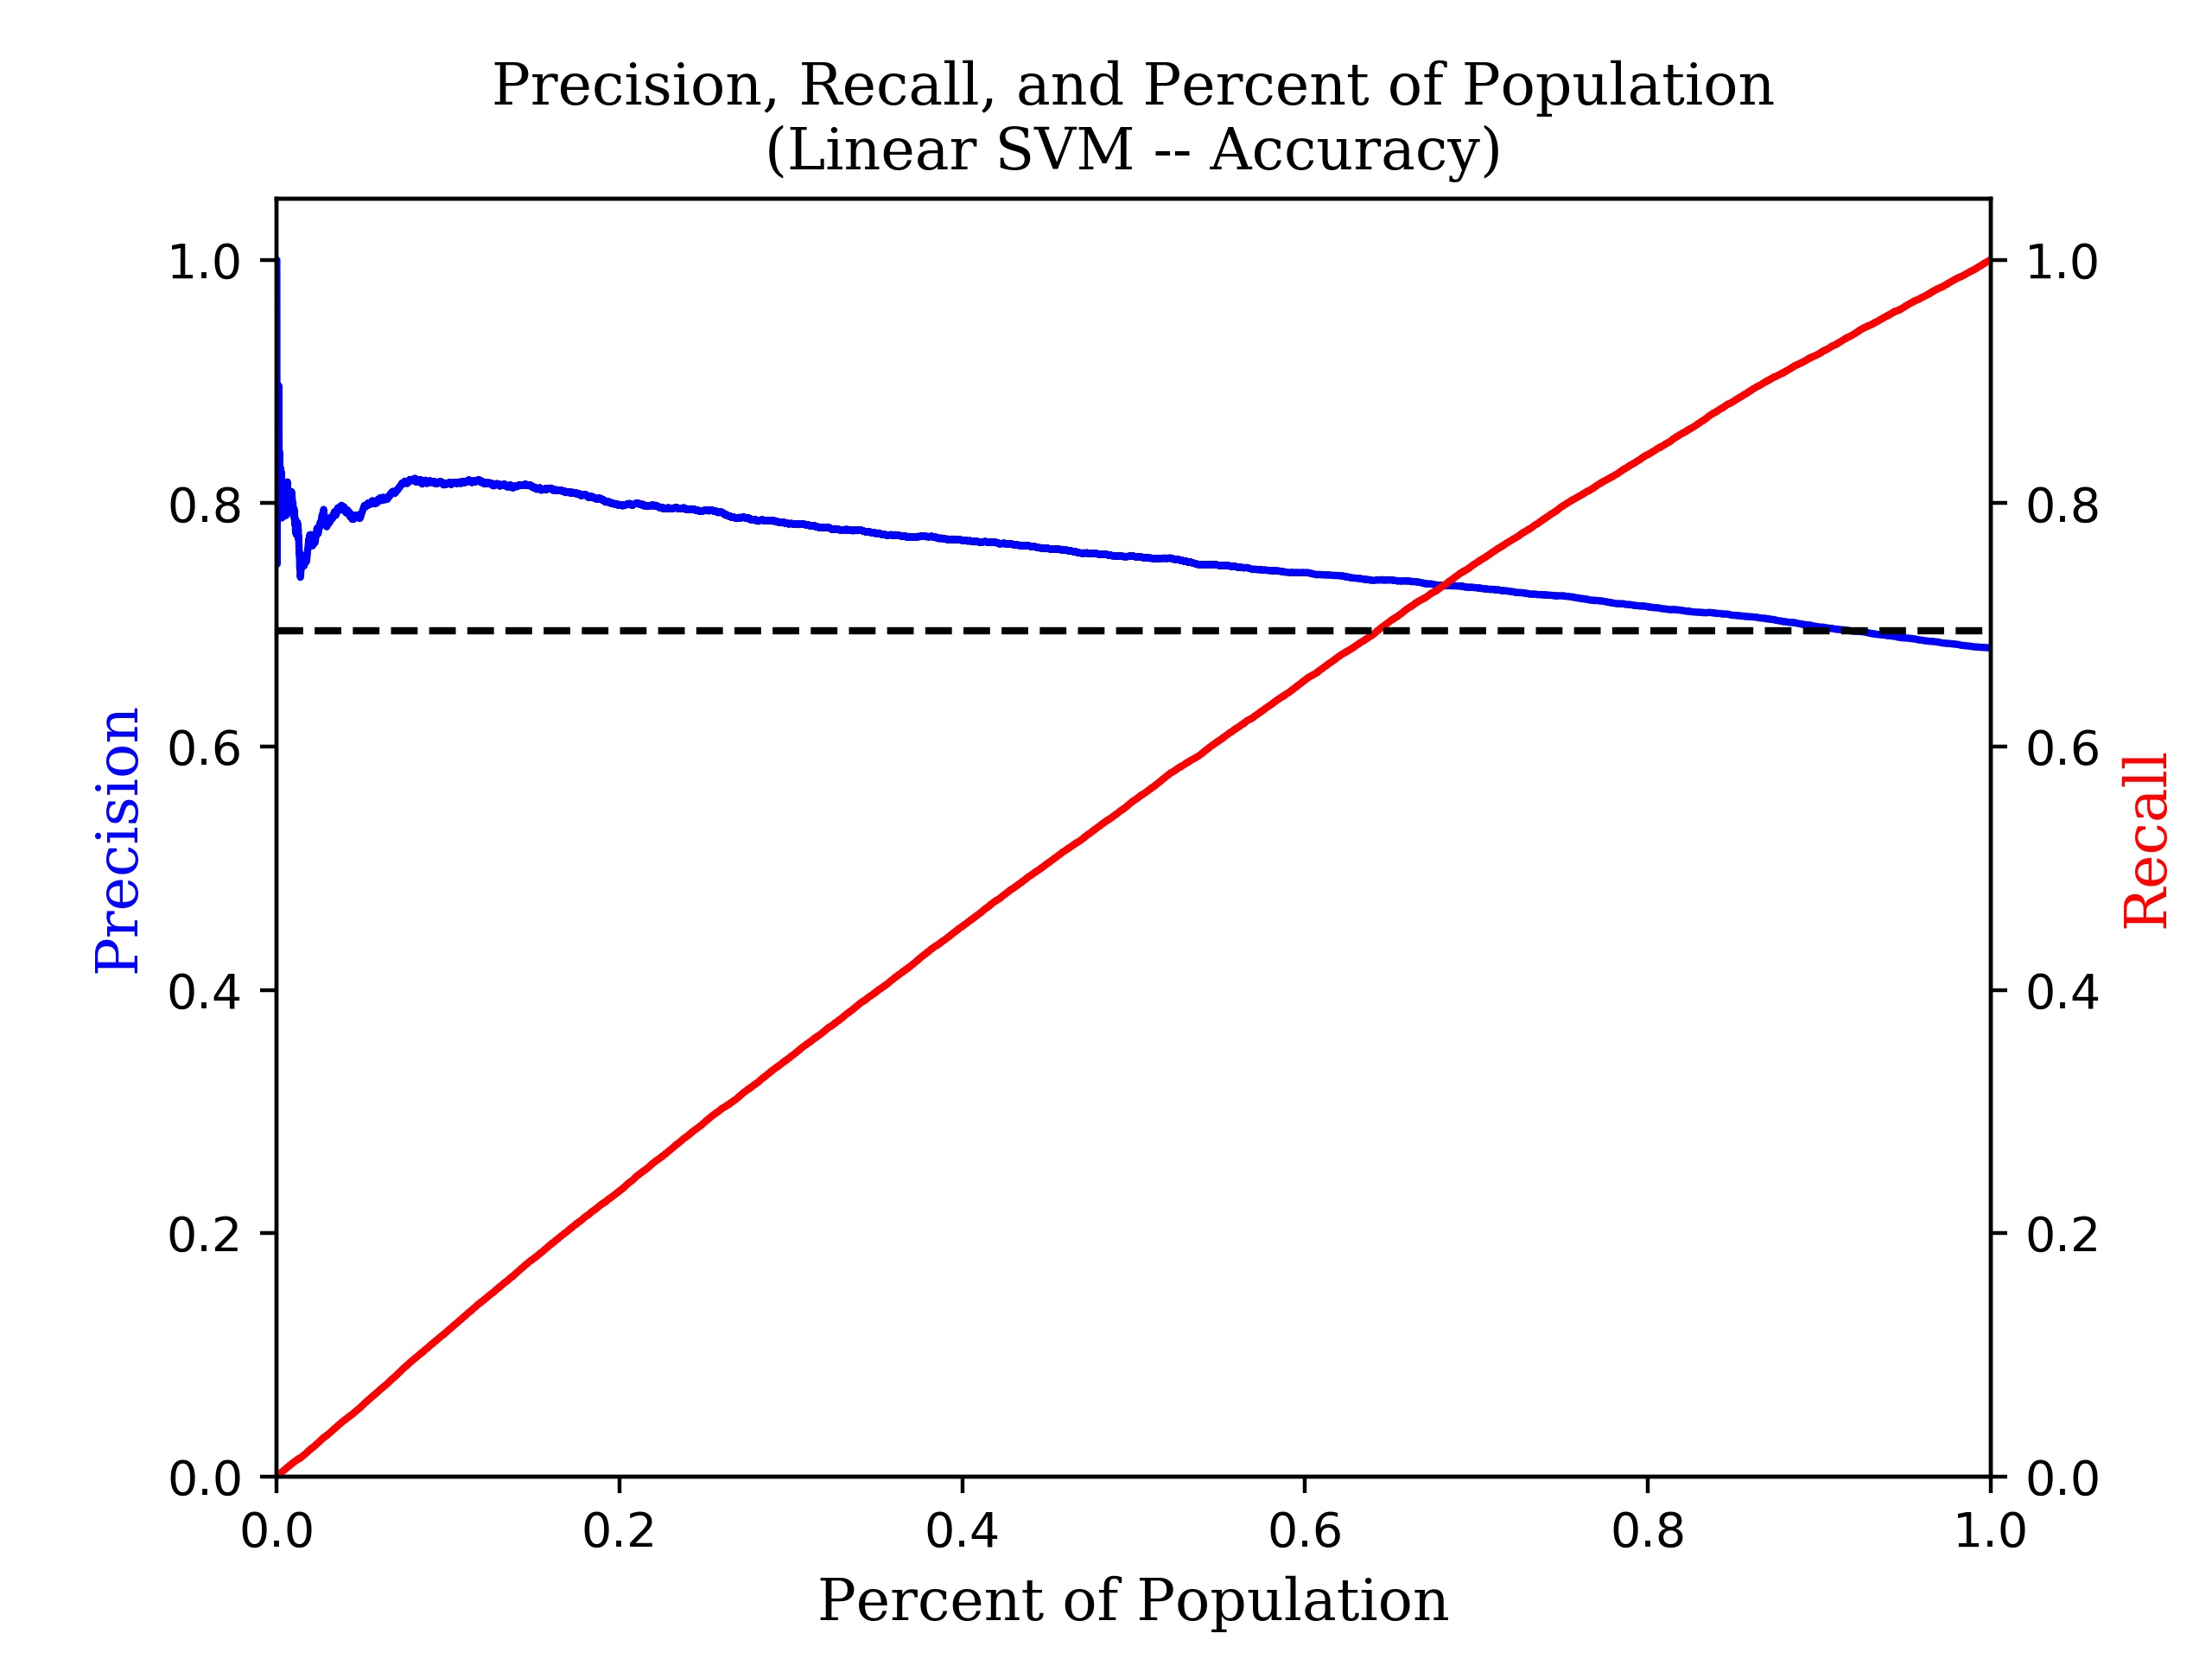 Precision, Recall, and Percent of Population
(Linear SVM -- Accuracy)
1.0
0.8
0.6
0.4
0.2
0.0
Precision
1.0
0.8
0.6
0.4
0.2
0.0
Recall
0.0 0.2 0.4 0.6 0.8 1.0
Percent of Population